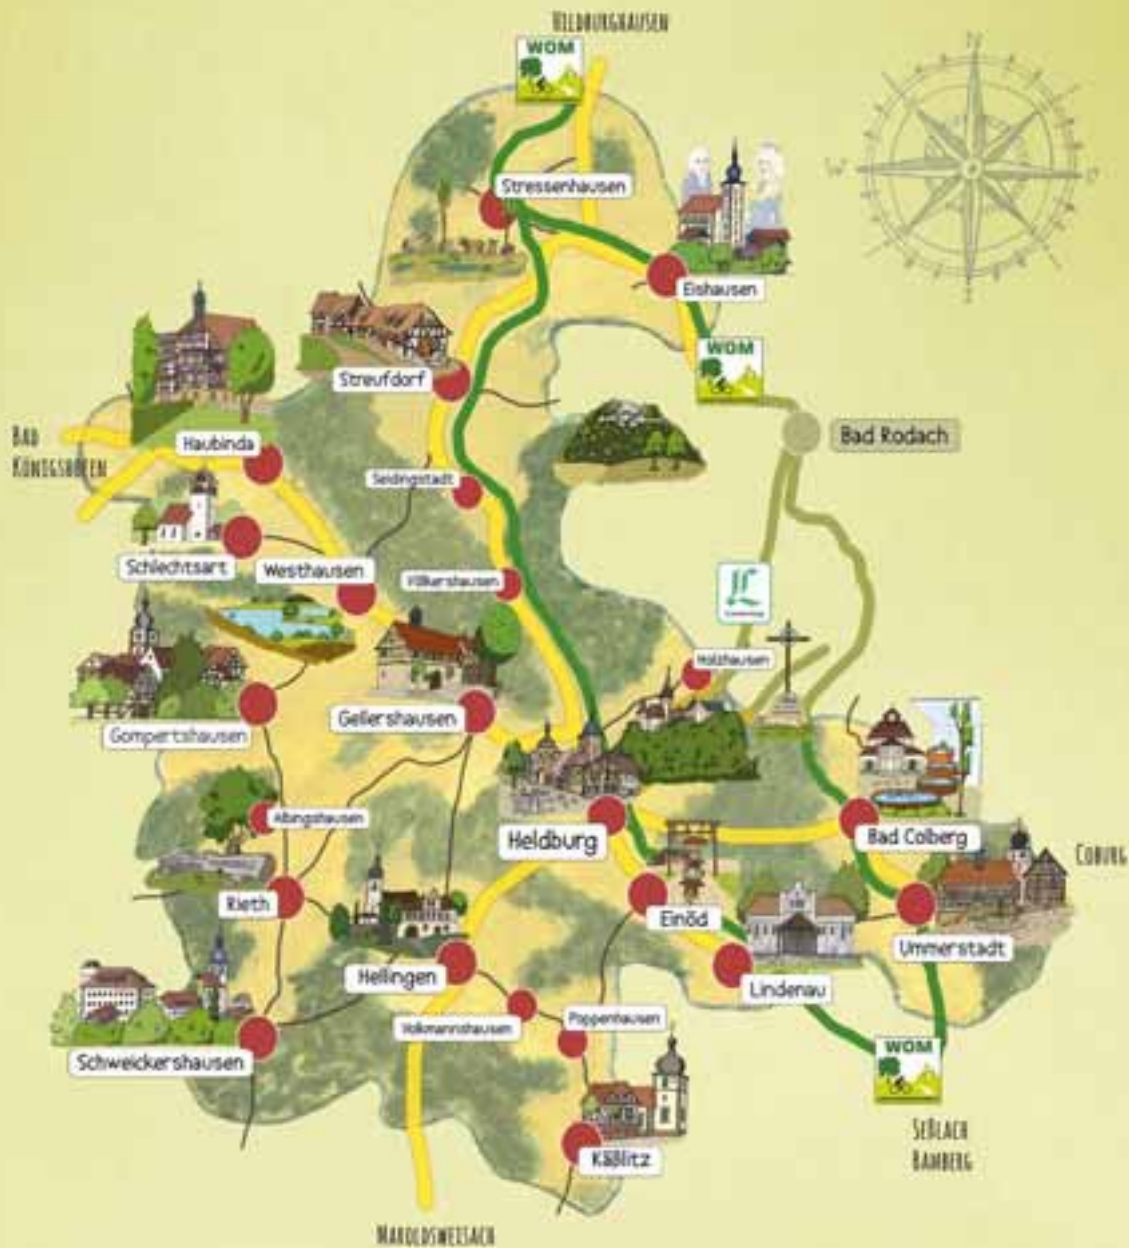 HILDBURGHAUSEN
WOM
N
W
O
S
Stressenhausen
Eishausen
WOM
Streufdorf
BAD
KÖNIGSHOFEN
Haubinda
Bad Rodach
Seidingstadt
Schlechtsart
Westhausen
Völkershausen
Holzhausen
Gompertshausen
Gellershausen
Albingshausen
Heldburg
Bad Colberg
COBURG
Rieth
Einöd
Ummerstadt
Hellingen
Lindenau
Volkmannshausen
Poppenhausen
WOM
Schweickershausen
SEẞLACH
BAMBERG
Käßlitz
MAROLDSWEISACH